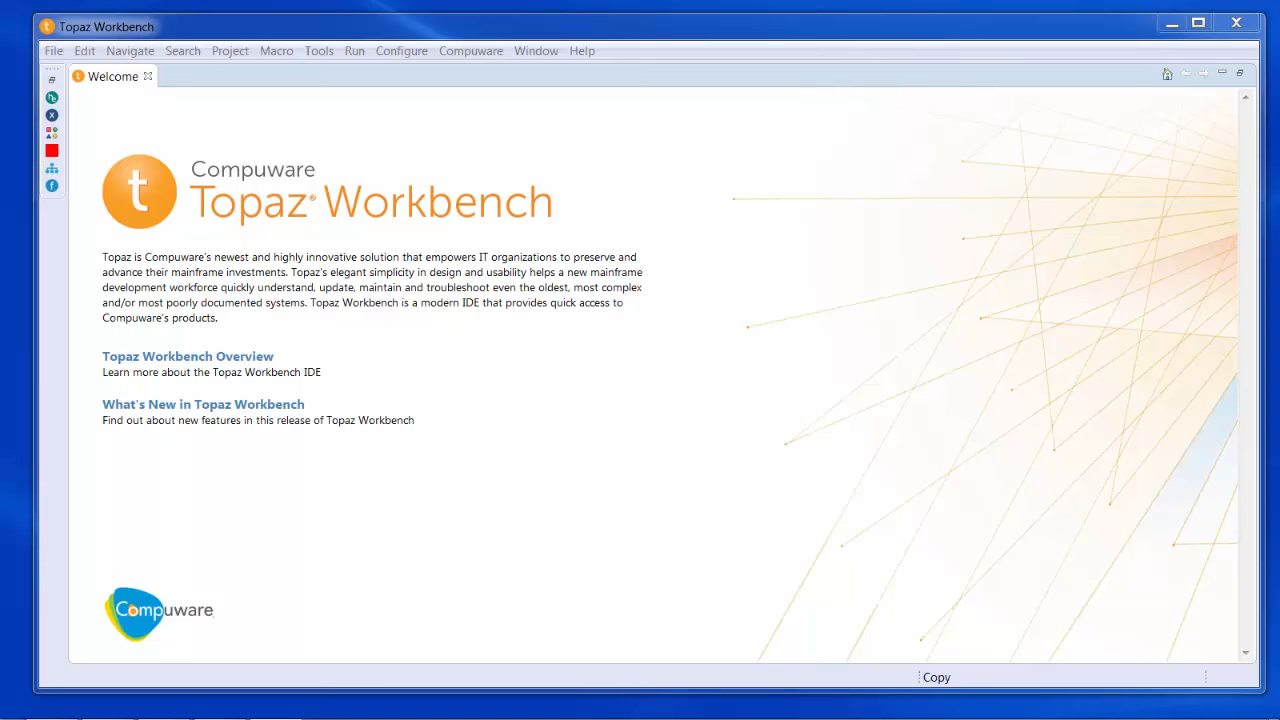 Topaz Workbench
File Edit Navigate Search Project Macro Tools Run Configure Compuware Window Help
Welcome
Compuware
Topaz® Workbench
Topaz is Compuware's newest and highly innovative solution that empowers IT organizations to preserve and
advance their mainframe investments. Topaz's elegant simplicity in design and usability helps a new mainframe
development workforce quickly understand, update, maintain and troubleshoot even the oldest, most complex
and/or most poorly documented systems. Topaz Workbench is a modern IDE that provides quick access to
Compuware's products.
Topaz Workbench Overview
Learn more about the Topaz Workbench IDE
What's New in Topaz Workbench
Find out about new features in this release of Topaz Workbench
Compuware
Copy